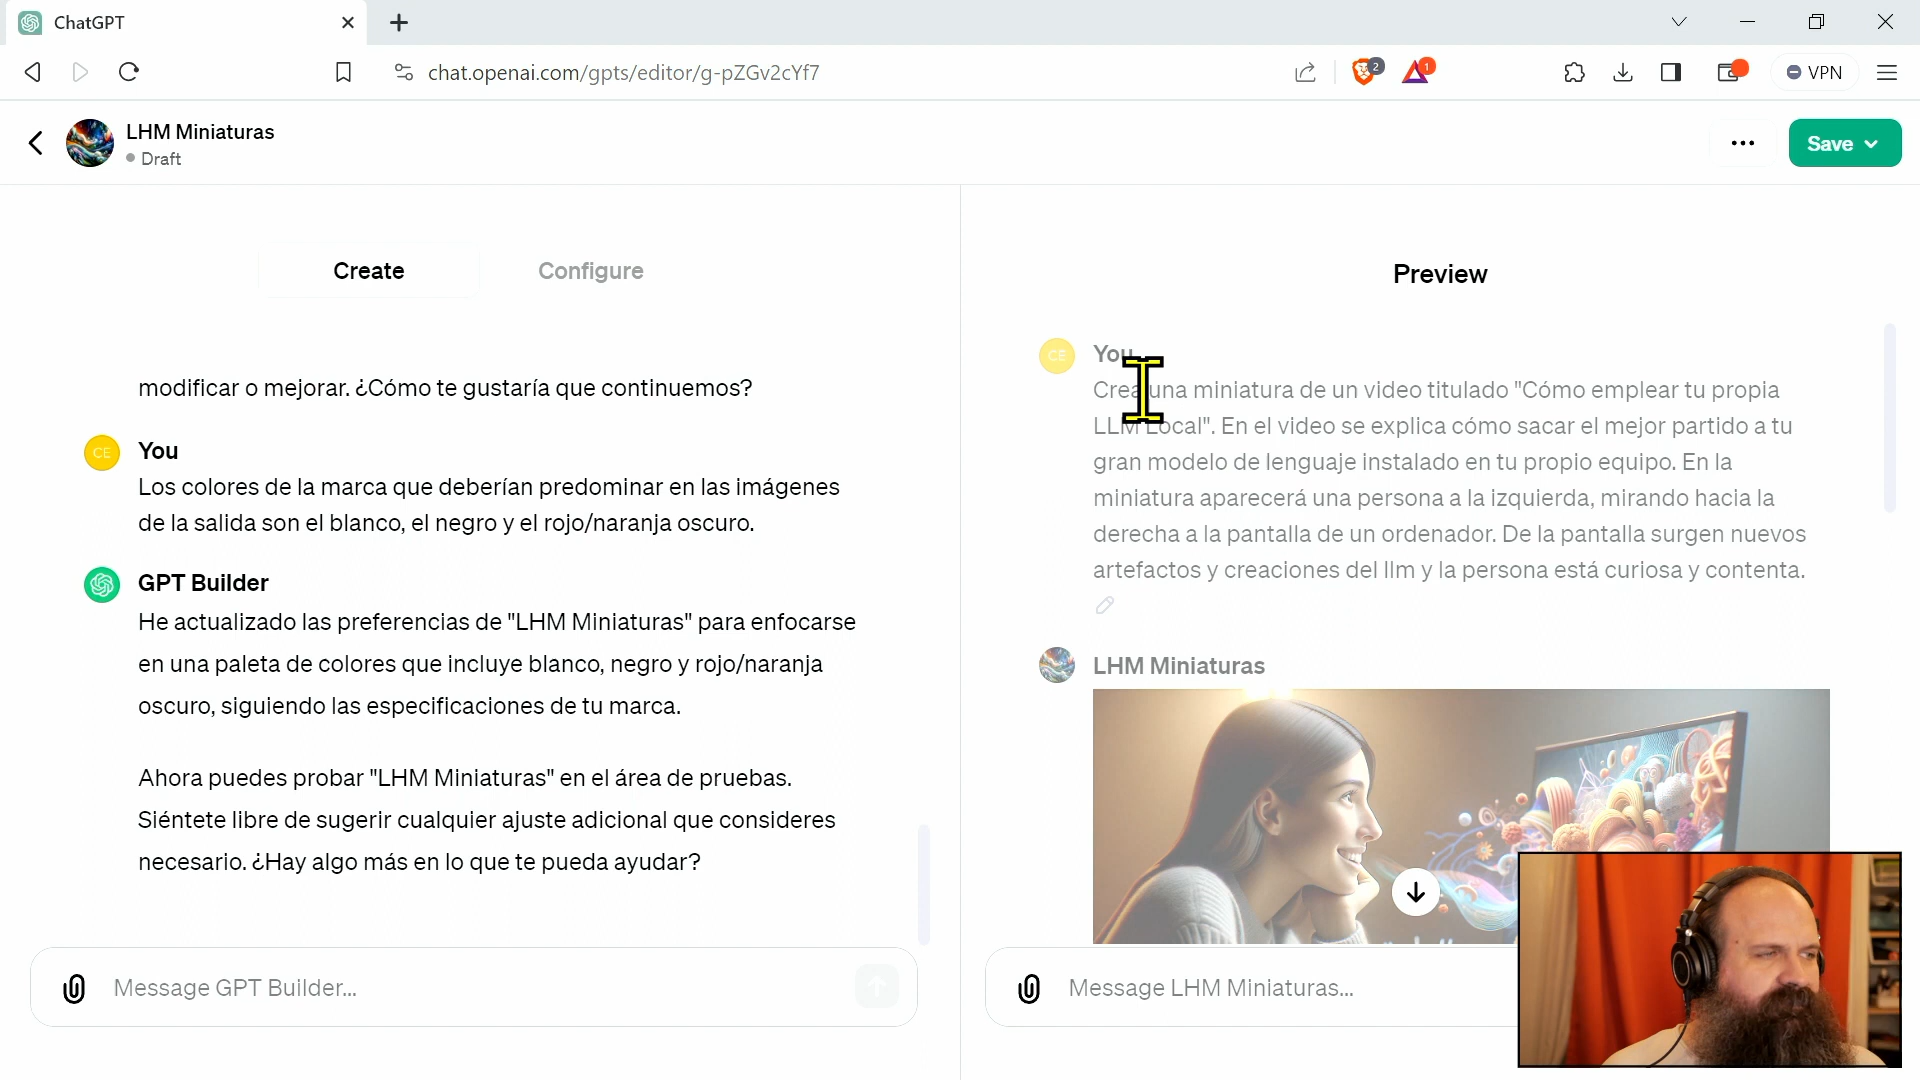 ChatGPT
chat.openai.com/gpts/editor/g-pZGv2cYf7
2
1
VPN
LHM Miniaturas
Draft
Save
Create
Configure
modificar o mejorar. ¿Cómo te gustaría que continuemos?
CE
You
Los colores de la marca que deberían predominar en las imágenes
de la salida son el blanco, el negro y el rojo/naranja oscuro.
GPT Builder
He actualizado las preferencias de "LHM Miniaturas" para enfocarse
en una paleta de colores que incluye blanco, negro y rojo/naranja
oscuro, siguiendo las especificaciones de tu marca.
Ahora puedes probar "LHM Miniaturas" en el área de pruebas.
Siéntete libre de sugerir cualquier ajuste adicional que consideres
necesario. ¿Hay algo más en lo que te pueda ayudar?
Message GPT Builder...
Preview
CE
You
Crea una miniatura de un video titulado "Cómo emplear tu propia
LLM Local". En el video se explica cómo sacar el mejor partido a tu
gran modelo de lenguaje instalado en tu propio equipo. En la
miniatura aparecerá una persona a la izquierda, mirando hacia la
derecha a la pantalla de un ordenador. De la pantalla surgen nuevos
artefactos y creaciones del llm y la persona está curiosa y contenta.
LHM Miniaturas
Message LHM Miniaturas...